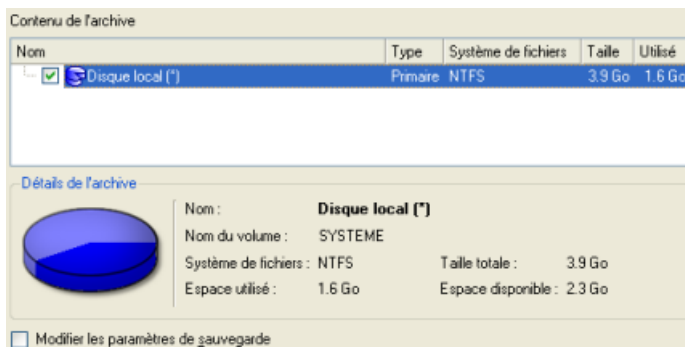 Contenu de l'archive
Nom Type Système de fichiers Taille Utilisé
Disque local (*) Primaire NTFS 3.9 Go 1.6 Go
Détails de l'archive
Nom : Disque local (*)
Nom du volume : SYSTEME
Système de fichiers : NTFS Taille totale : 3.9 Go
Espace utilisé : 1.6 Go Espace disponible : 2.3 Go
Modifier les paramètres de sauvegarde